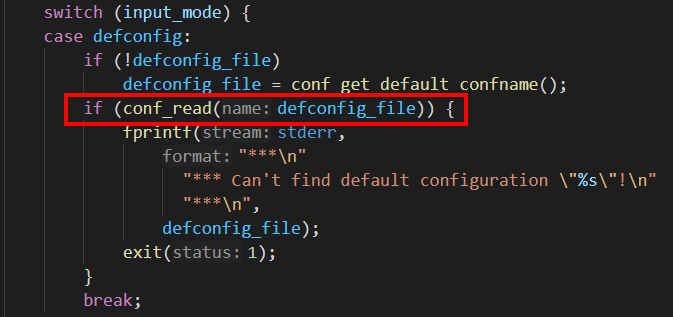 switch (input_mode) {
case defconfig:
if (!defconfig_file)
defconfig_file = conf_get_default_confname();
if (conf_read(name: defconfig_file)) {
fprintf(stream: stderr,
format: "***\n"
"*** Can't find default configuration \"%s\"!\n"
"***\n",
defconfig_file);
exit(status: 1);
}
break;